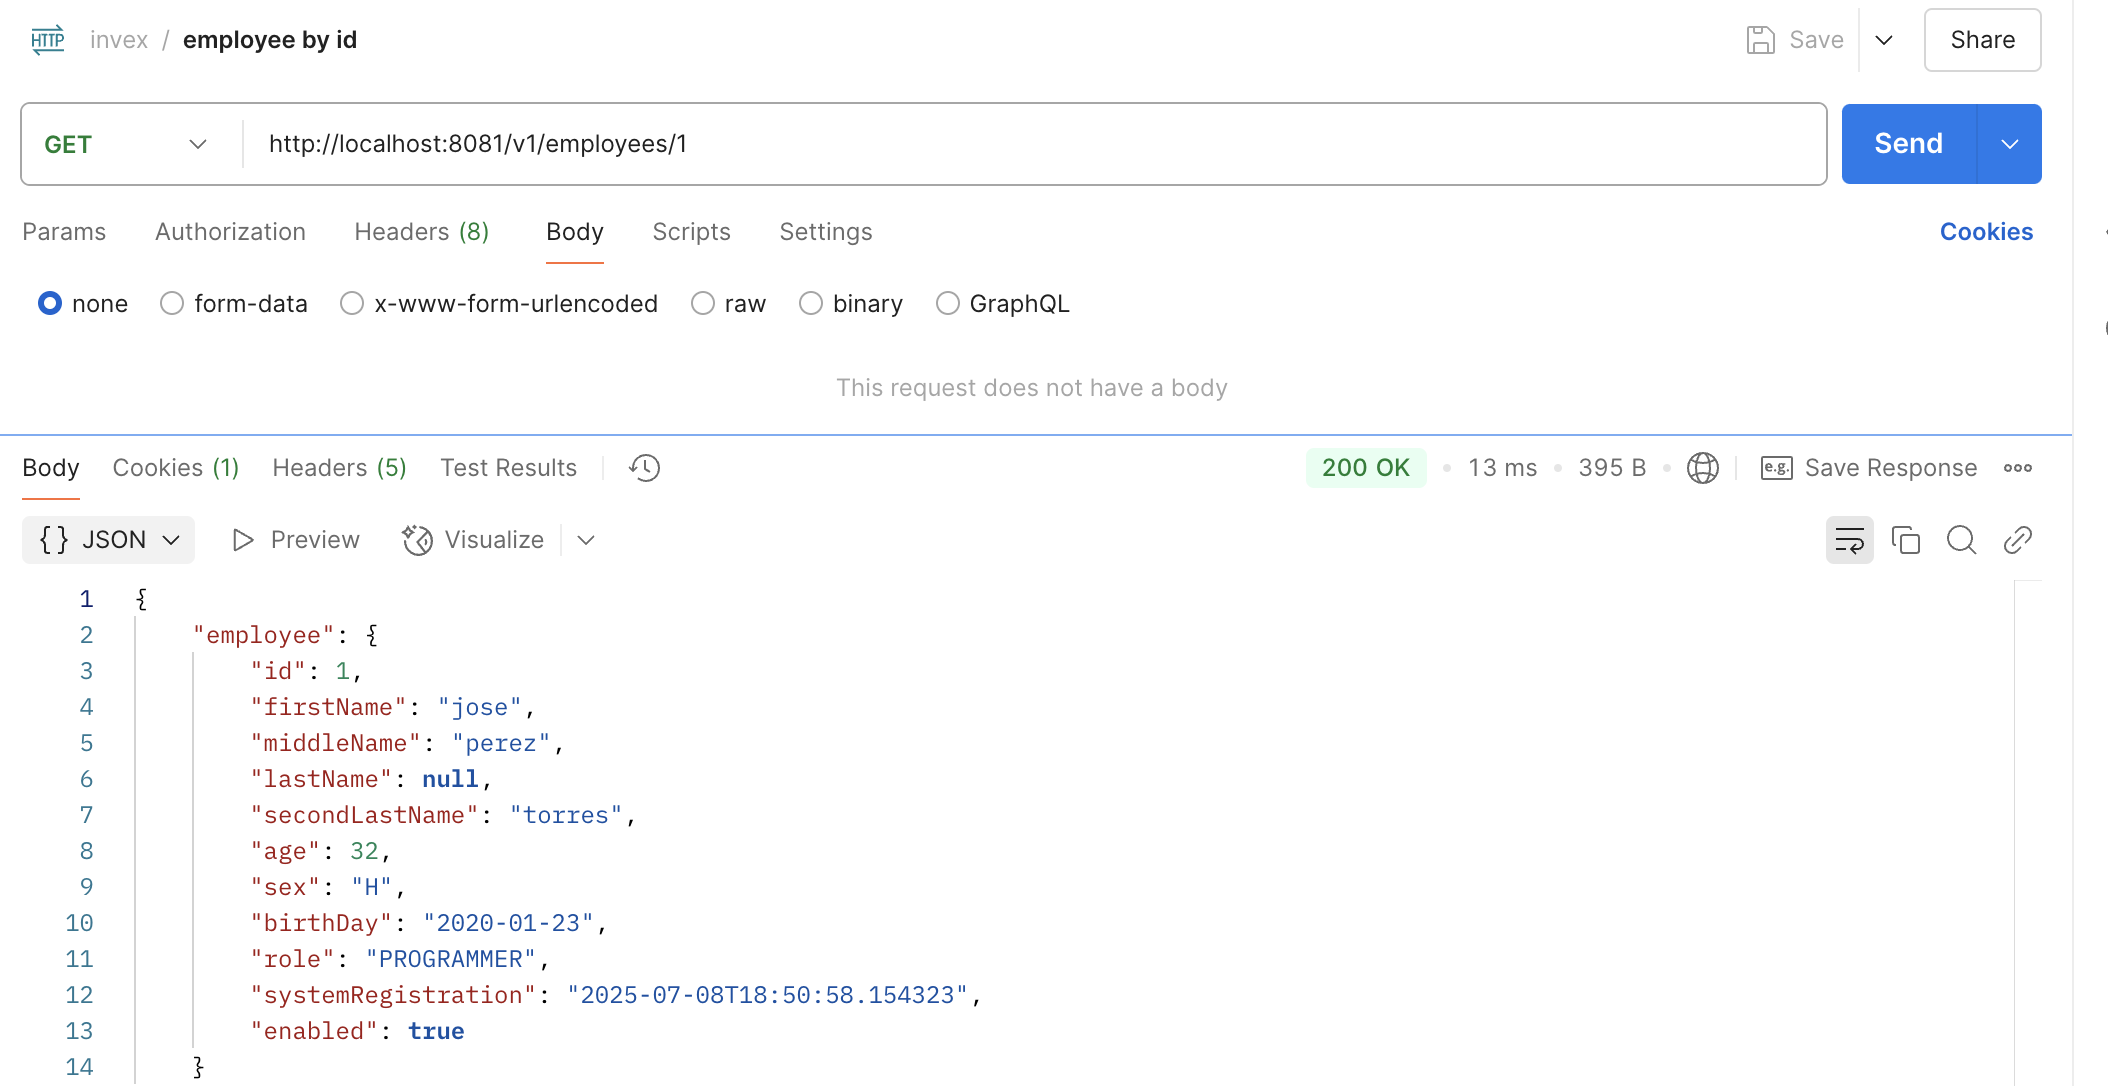 HTTP invex / employee by id Save Share
GET http://localhost:8081/v1/employees/1 Send
Params Authorization Headers (8) Body Scripts Settings Cookies
none form-data x-www-form-urlencoded raw binary GraphQL
This request does not have a body
Body Cookies (1) Headers (5) Test Results 200 OK • 13 ms • 395 B • e.g. Save Response
{} JSON Preview Visualize
1 {
2     "employee": {
3         "id": 1,
4         "firstName": "jose",
5         "middleName": "perez",
6         "lastName": null,
7         "secondLastName": "torres",
8         "age": 32,
9         "sex": "H",
10         "birthDay": "2020-01-23",
11         "role": "PROGRAMMER",
12         "systemRegistration": "2025-07-08T18:50:58.154323",
13         "enabled": true
14     }